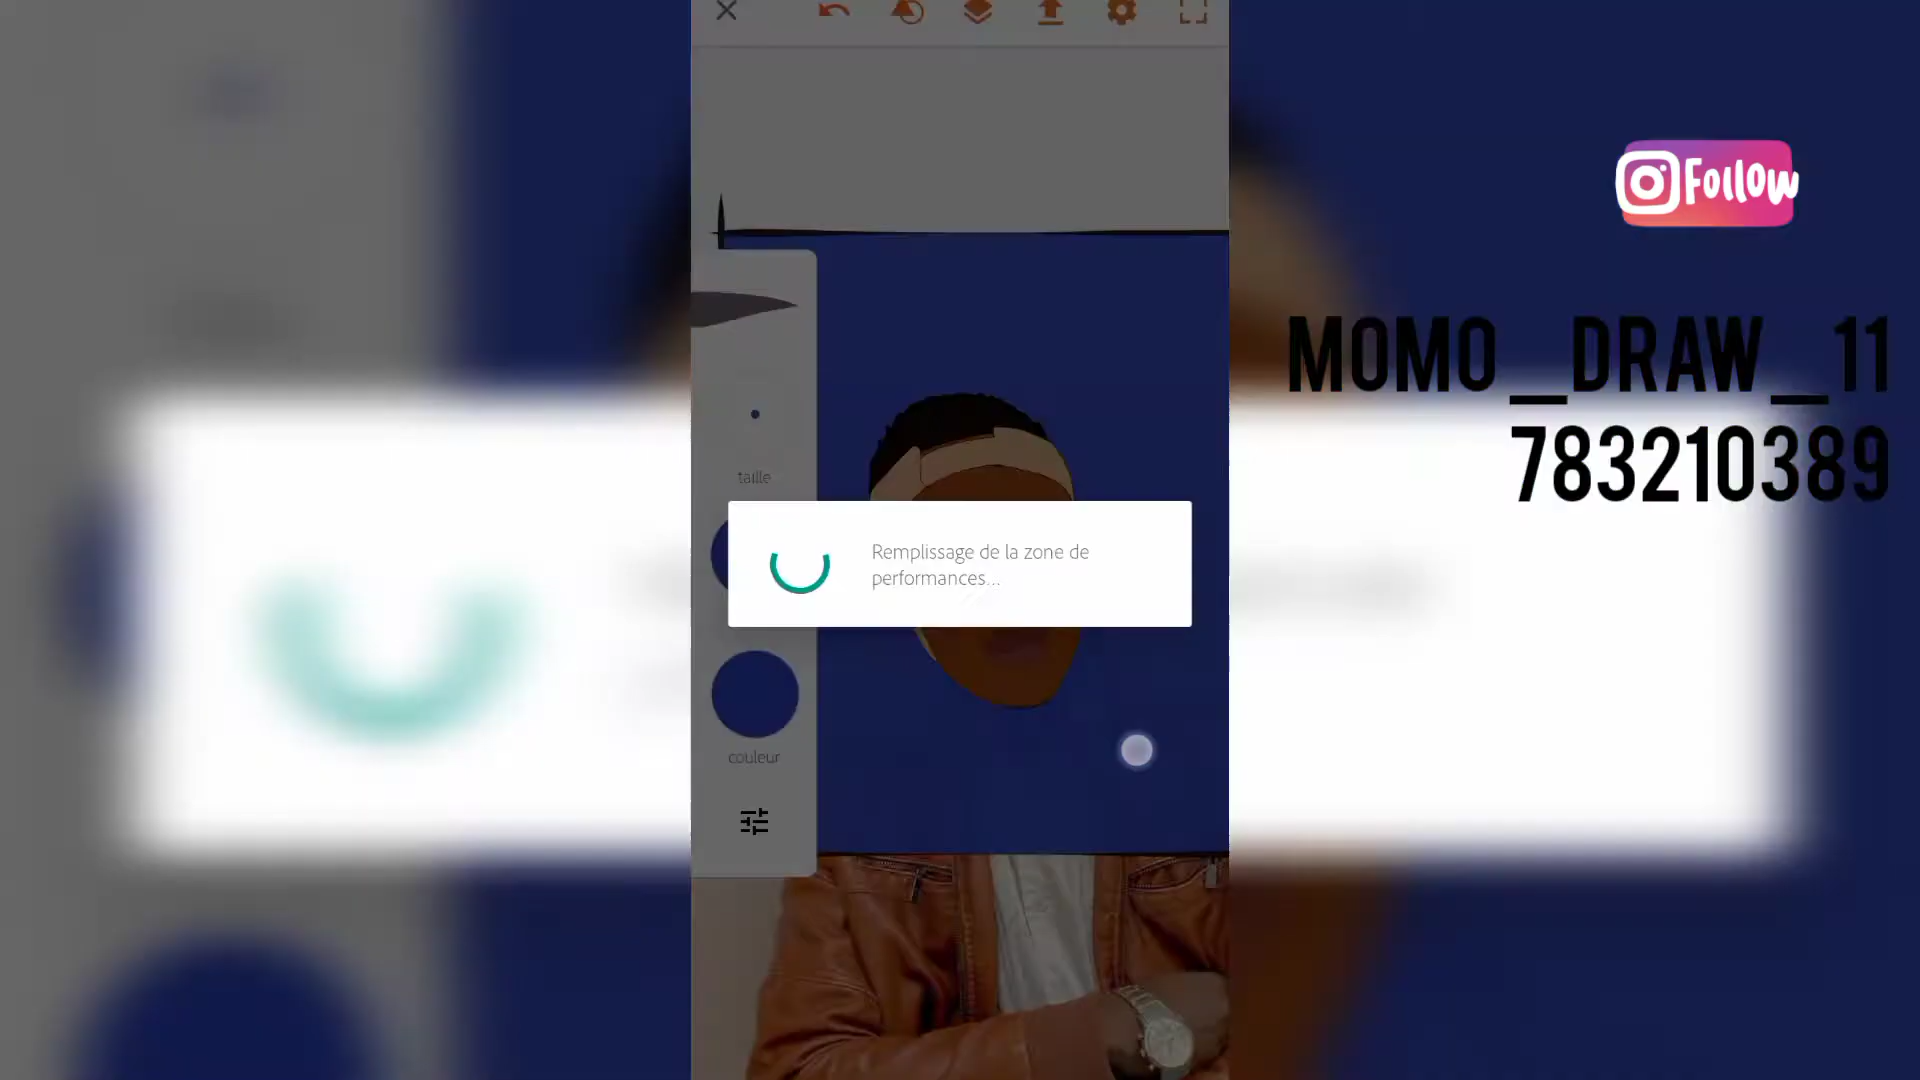 Follow
MOMO_DRAW_11
783210389
taille
Remplissage de la zone de
performances...
couleur